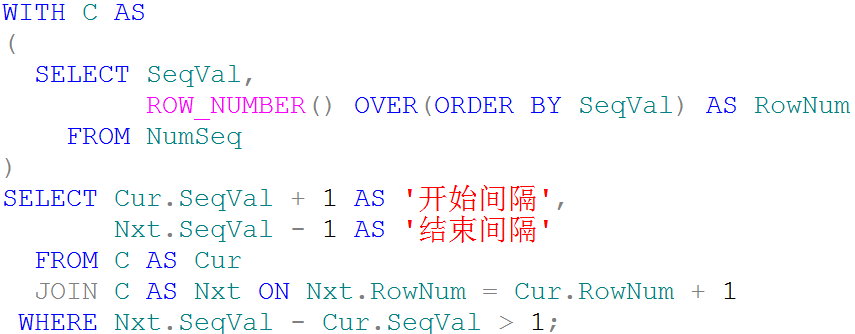 WITH C AS
(
  SELECT SeqVal,
         ROW_NUMBER() OVER(ORDER BY SeqVal) AS RowNum
    FROM NumSeq
)
SELECT Cur.SeqVal + 1 AS '开始间隔',
       Nxt.SeqVal - 1 AS '结束间隔'
  FROM C AS Cur
  JOIN C AS Nxt ON Nxt.RowNum = Cur.RowNum + 1
 WHERE Nxt.SeqVal - Cur.SeqVal > 1;